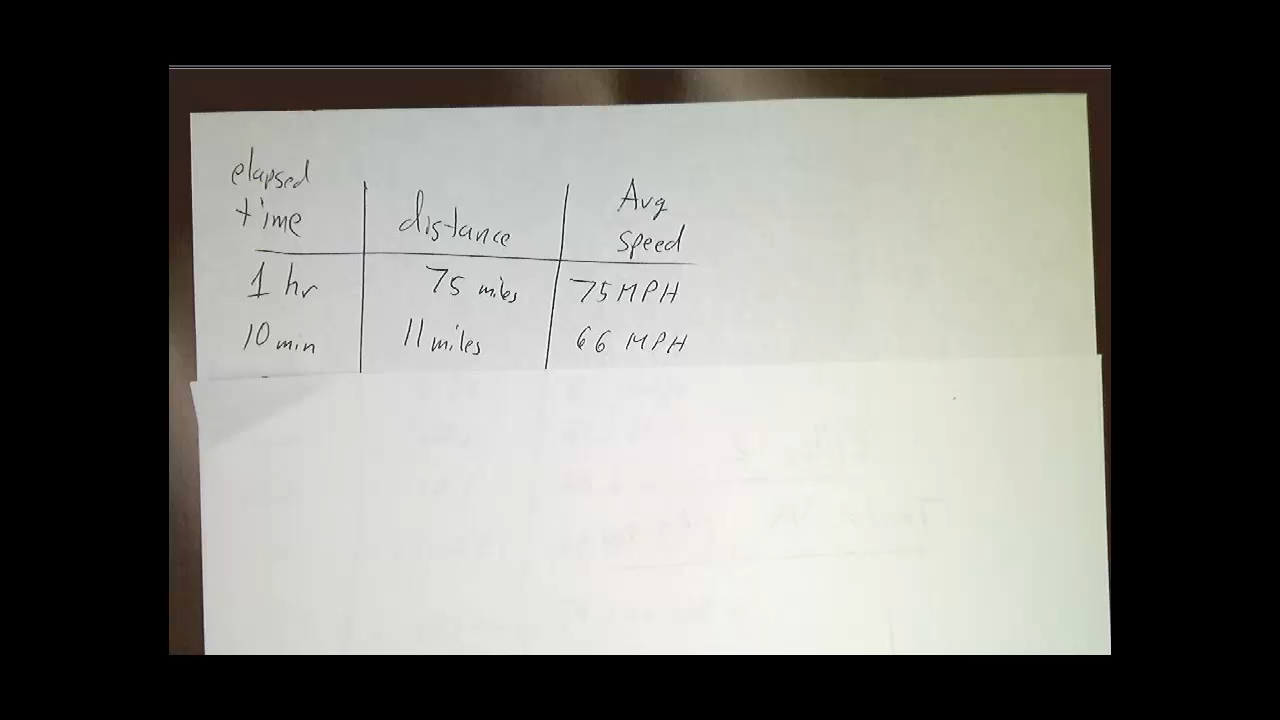 elapsed
time
distance
Avg
speed
1 hr
75 miles
75 MPH
10 min
11 miles
66 MPH